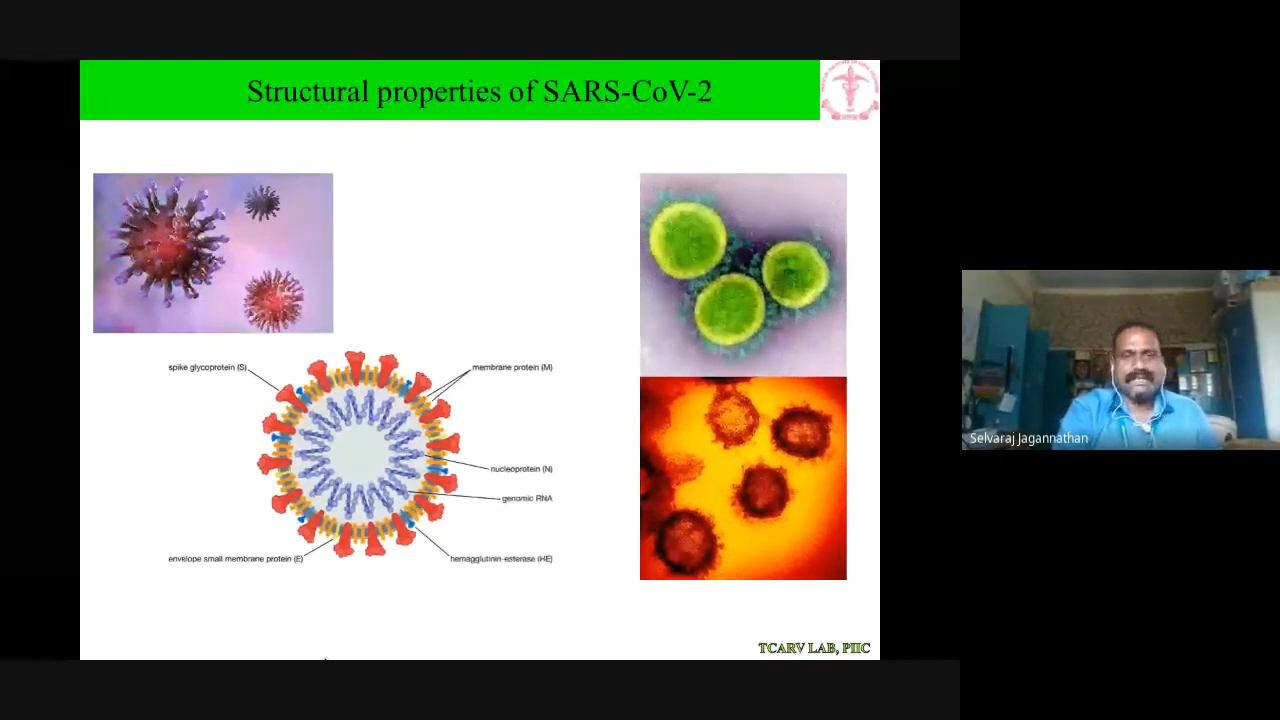 Structural properties of SARS-CoV-2
spike glycoprotein (S)
membrane protein (M)
nucleoprotein (N)
genomic RNA
envelope small membrane protein (E)
hemagglutinin-esterase (HE)
Selvaraj Jagannathan
TCARV LAB, PIIC